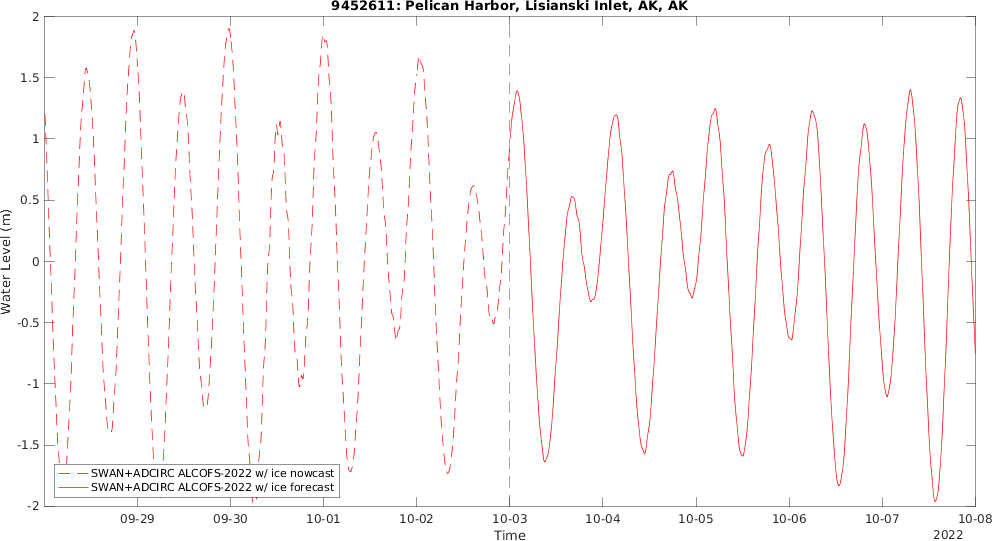 9452611: Pelican Harbor, Lisianski Inlet, AK, AK
Water Level (m)
2
1.5
1
0.5
0
-0.5
-1
-1.5
-2
SWAN+ADCIRC ALCOFS-2022 w/ ice nowcast
SWAN+ADCIRC ALCOFS-2022 w/ ice forecast
09-29 09-30 10-01 10-02 10-03 10-04 10-05 10-06 10-07 10-08
Time
2022